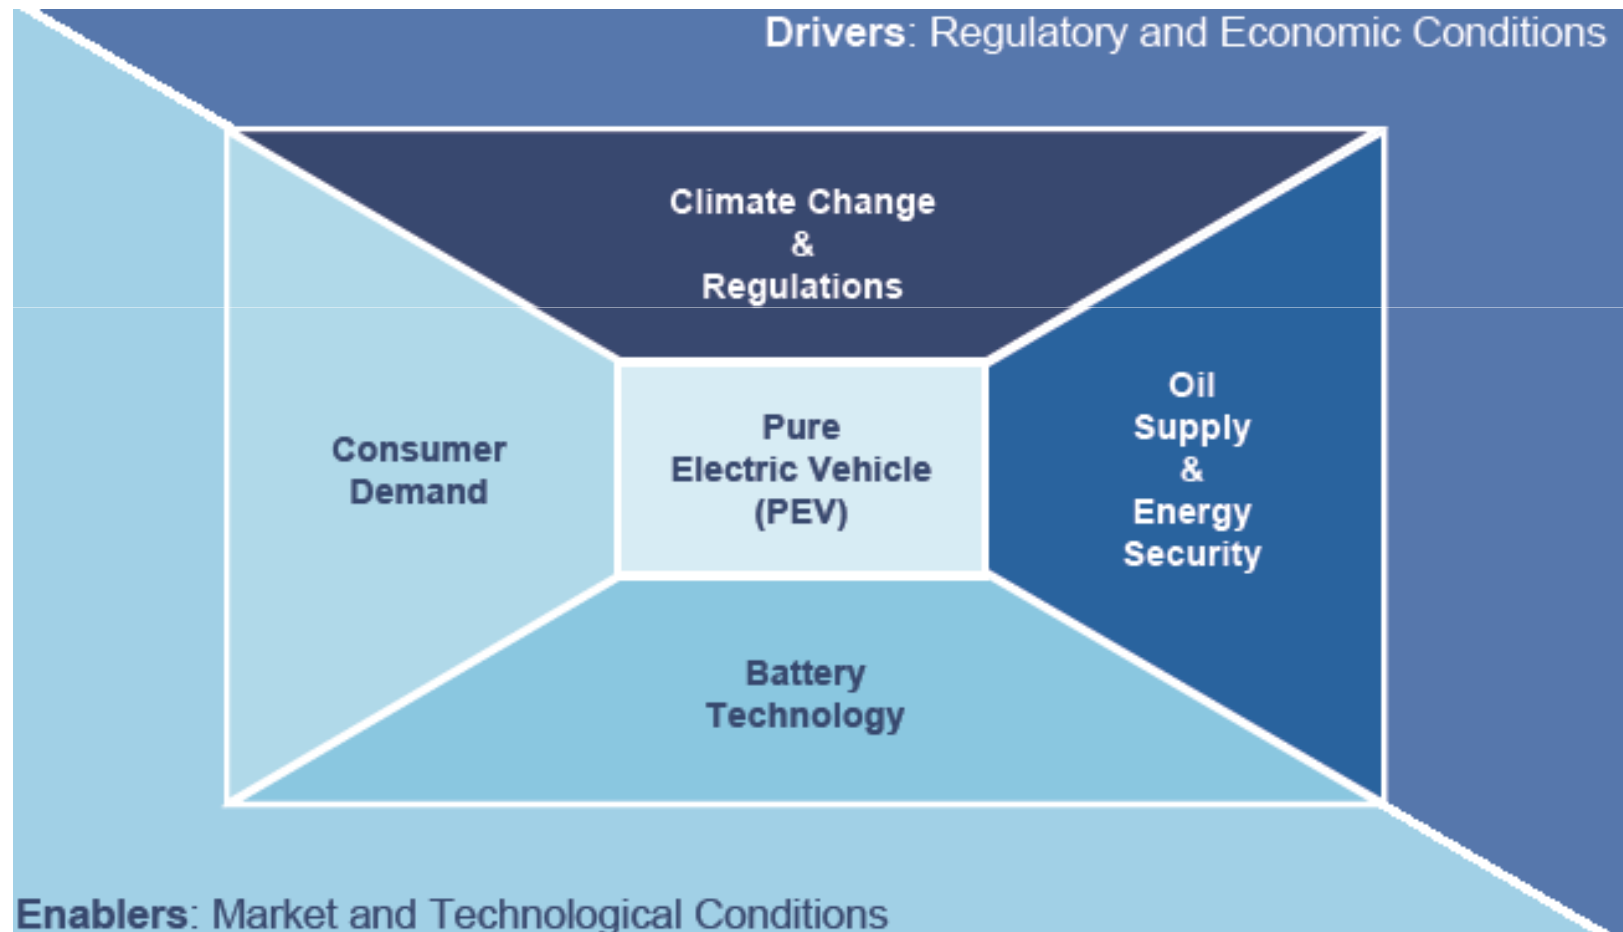 Drivers: Regulatory and Economic Conditions
Climate Change
&
Regulations
Consumer
Demand
Pure
Electric Vehicle
(PEV)
Oil
Supply
&
Energy
Security
Battery
Technology
Enablers: Market and Technological Conditions